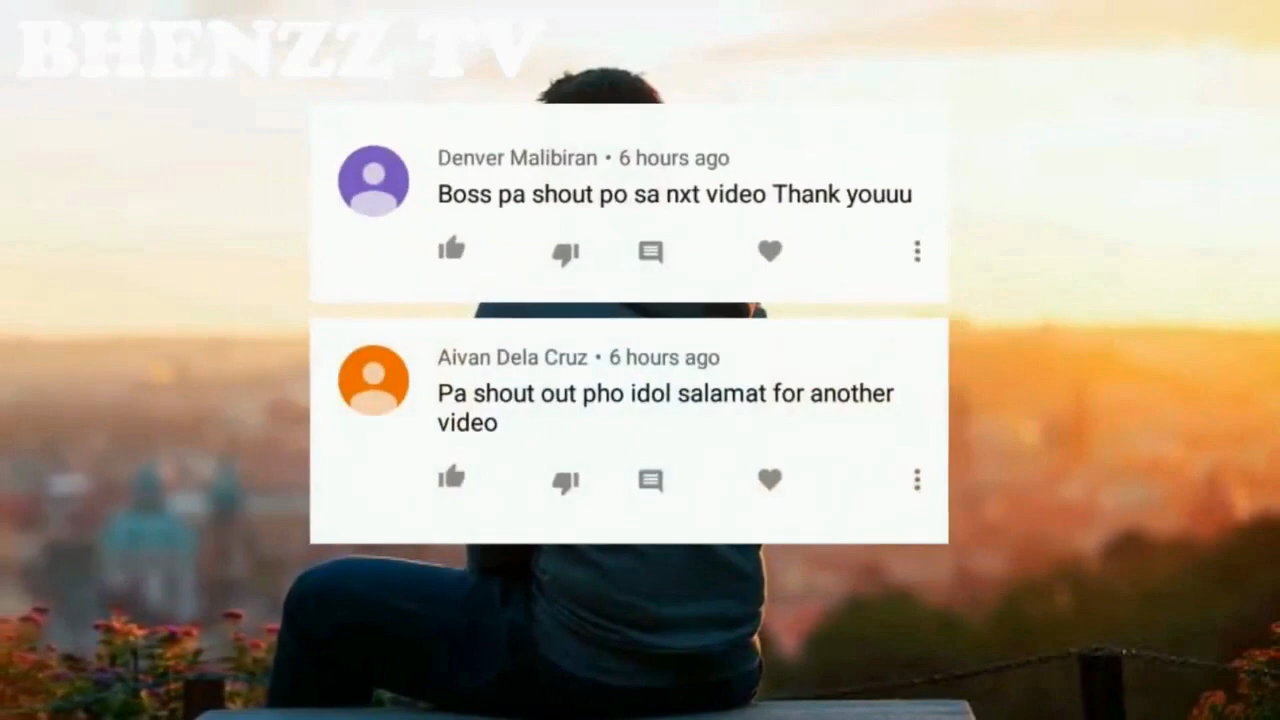 BHENZZ TV
Denver Malibiran • 6 hours ago
Boss pa shout po sa nxt video Thank youuu
Aivan Dela Cruz • 6 hours ago
Pa shout out pho idol salamat for another
video